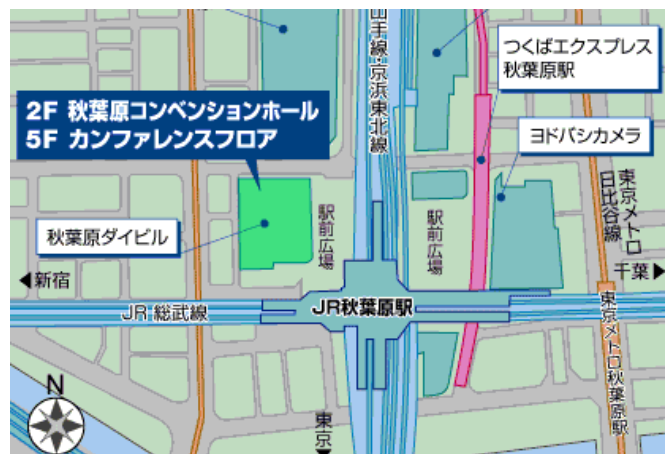 山手線・京浜東北線
つくばエクスプレス
秋葉原駅
2F 秋葉原コンベンションホール
5F カンファレンスフロア
ヨドバシカメラ
東京メトロ
日比谷線
駅前広場
駅前広場
秋葉原ダイビル
◀新宿
千葉▶
JR 総武線
JR秋葉原駅
東京メトロ秋葉原駅
N
東京▼